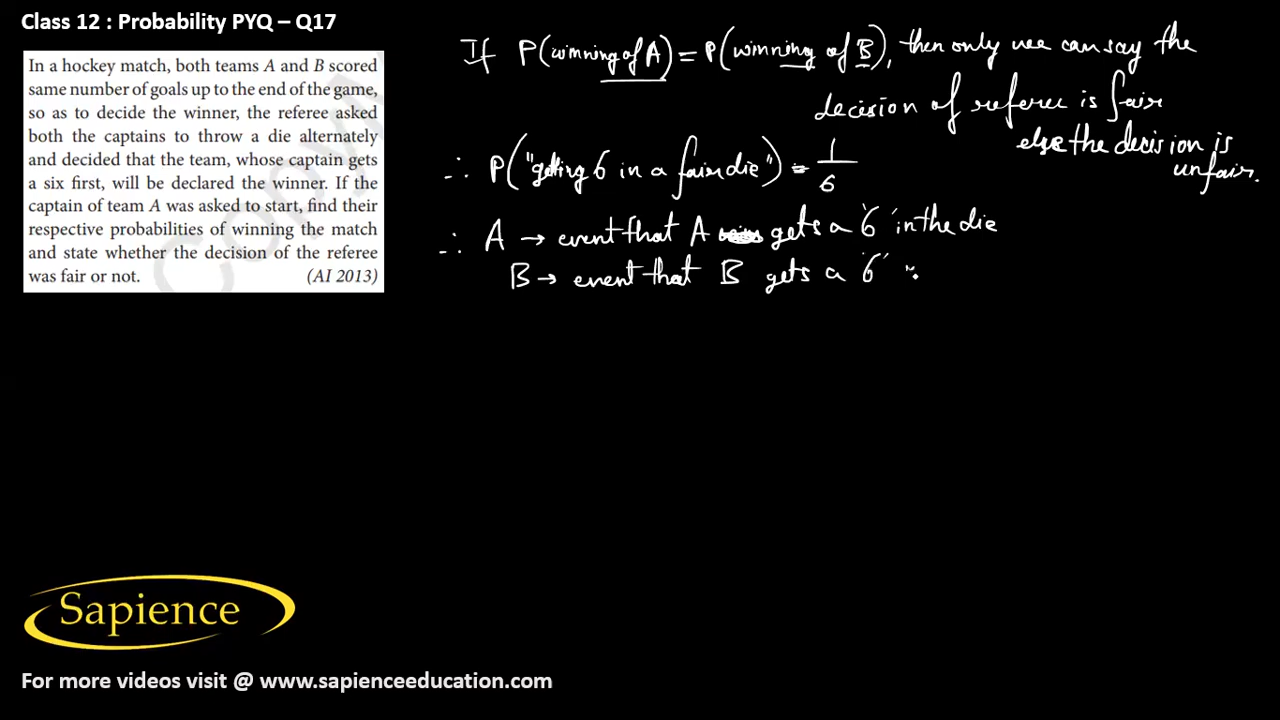 Class 12 : Probability PYQ – Q17
In a hockey match, both teams A and B scored
same number of goals up to the end of the game,
so as to decide the winner, the referee asked
both the captains to throw a die alternately
and decided that the team, whose captain gets
a six first, will be declared the winner. If the
captain of team A was asked to start, find their
respective probabilities of winning the match
and state whether the decision of the referee
was fair or not. (AI 2013)
If P(winning of A) = P(winning of B), then only we can say the
decision of referee is fair
else the decision is
unfair.
∴ P("getting 6 in a fair die") = 1/6
∴ A → event that A gets a '6' in the die
B → event that B gets a '6' "
Sapience
For more videos visit @ www.sapienceeducation.com